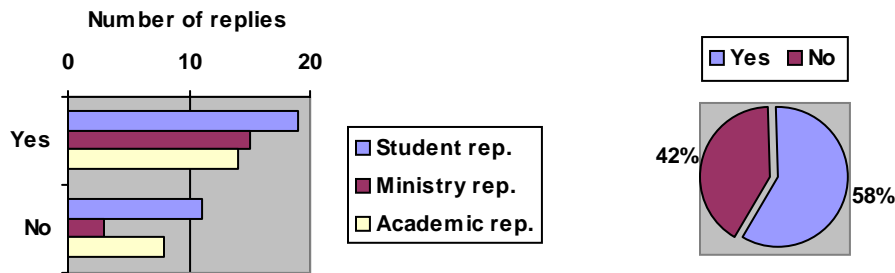 Number of replies
0 10 20
Yes
No
Student rep.
Ministry rep.
Academic rep.
Yes No
42%
58%